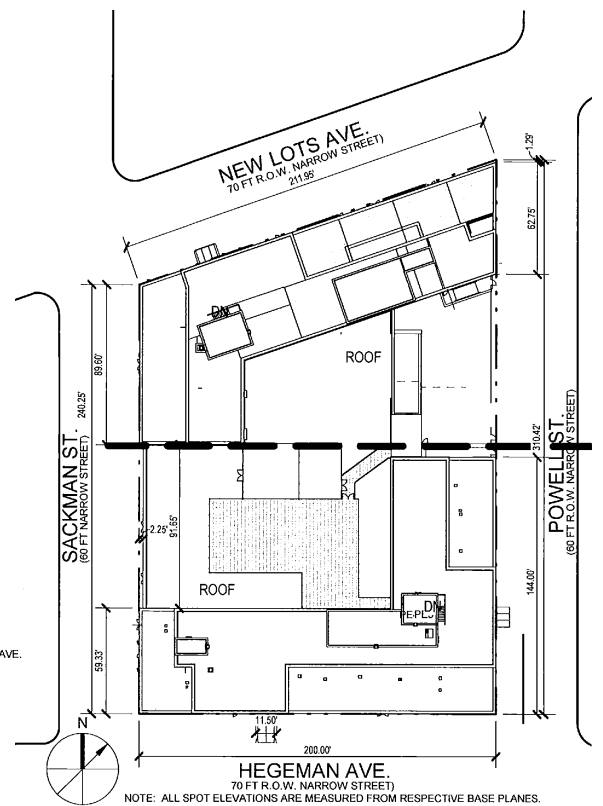 NEW LOTS AVE.
70 FT R.O.W. NARROW STREET)
211.95'
1.29'
62.75'
DN
ROOF
89.60'
240.25'
SACKMAN ST.
(60 FT NARROW STREET)
310.42'
POWELL ST.
(60 FT R.O.W. NARROW STREET)
2.25'
91.65'
ROOF
DN
144.00'
59.33'
AVE.
N
11.50'
200.00'
HEGEMAN AVE.
70 FT R.O.W. NARROW STREET)
NOTE: ALL SPOT ELEVATIONS ARE MEASURED FROM RESPECTIVE BASE PLANES.